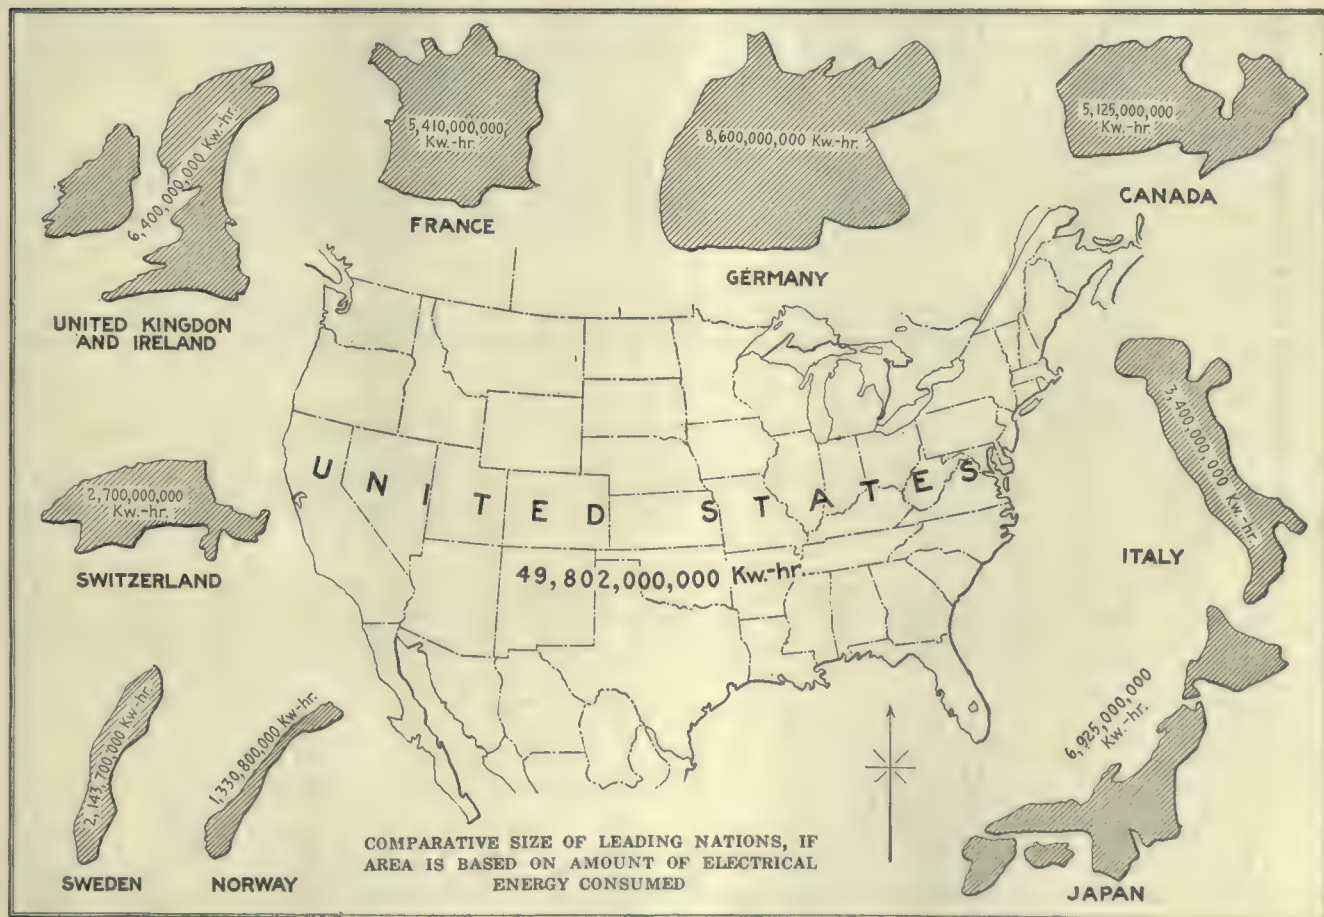 5,410,000,000
Kw.-hr.
FRANCE
8,600,000,000 Kw-hr.
GERMANY
5,125,000,000
Kw.-hr.
CANADA
6,400,000,000 Kw-hr.
UNITED KINGDON
AND IRELAND
3,400,000,000 Kw-hr.
ITALY
2,700,000,000
Kw.-hr.
SWITZERLAND
UNITED STATES
49,802,000,000 Kw.-hr.
6,925,000,000
Kw.-hr.
JAPAN
2,143,700,000 Kw-hr.
SWEDEN
1,330,800,000 Kw-hr.
NORWAY
COMPARATIVE SIZE OF LEADING NATIONS, IF
AREA IS BASED ON AMOUNT OF ELECTRICAL
ENERGY CONSUMED